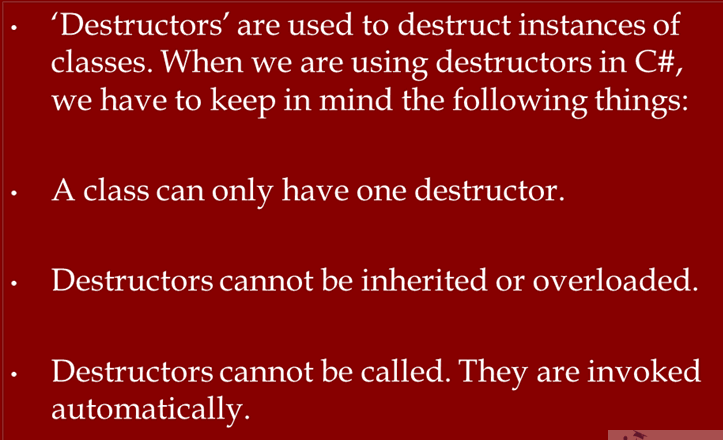 • ‘Destructors’ are used to destruct instances of
classes. When we are using destructors in C#,
we have to keep in mind the following things:
• A class can only have one destructor.
• Destructors cannot be inherited or overloaded.
• Destructors cannot be called. They are invoked
automatically.